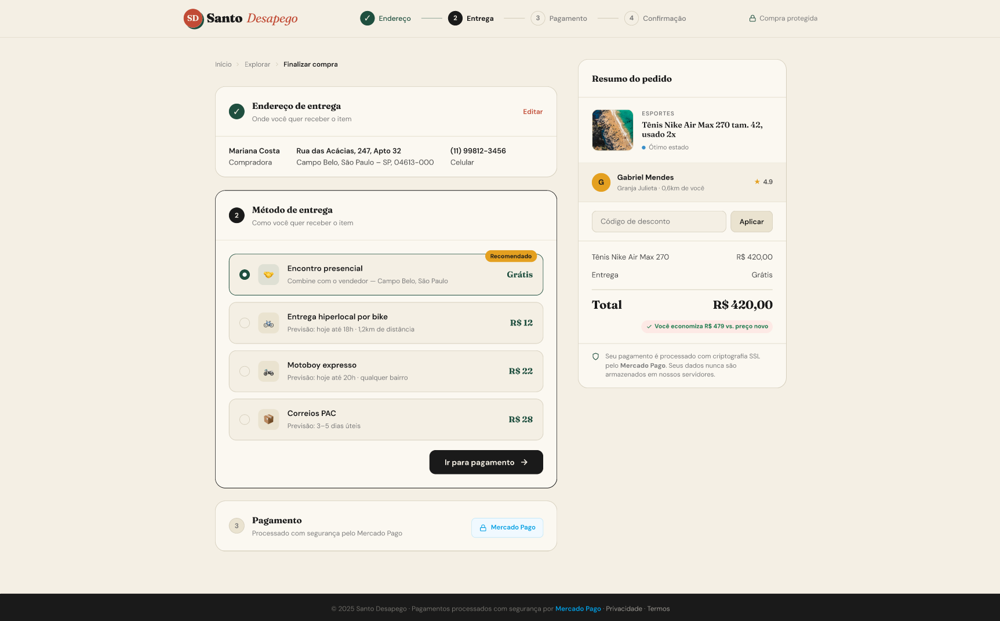 SD Santo Desapego
✓ Endereço
2 Entrega
3 Pagamento
4 Confirmação
Compra protegida
Início > Explorar > Finalizar compra
✓ Endereço de entrega
Onde você quer receber o item
Editar
Mariana Costa
Compradora
Rua das Acácias, 247, Apto 32
Campo Belo, São Paulo – SP, 04613-000
(11) 99812-3456
Celular
2 Método de entrega
Como você quer receber o item
Recomendado
Encontro presencial
Combine com o vendedor — Campo Belo, São Paulo
Grátis
Entrega hiperlocal por bike
Previsão: hoje até 18h · 1,2km de distância
R$ 12
Motoboy expresso
Previsão: hoje até 20h · qualquer bairro
R$ 22
Correios PAC
Previsão: 3–5 dias úteis
R$ 28
Ir para pagamento →
3 Pagamento
Processado com segurança pelo Mercado Pago
Mercado Pago
Resumo do pedido
ESPORTES
Tênis Nike Air Max 270 tam. 42,
usado 2x
Ótimo estado
G
Gabriel Mendes
Granja Julieta · 0,6km de você
★ 4.9
Código de desconto
Aplicar
Tênis Nike Air Max 270 R$ 420,00
Entrega Grátis
Total R$ 420,00
✓ Você economiza R$ 479 vs. preço novo
Seu pagamento é processado com criptografia SSL
pelo Mercado Pago. Seus dados nunca são
armazenados em nossos servidores.
© 2025 Santo Desapego · Pagamentos processados com segurança por Mercado Pago · Privacidade · Termos